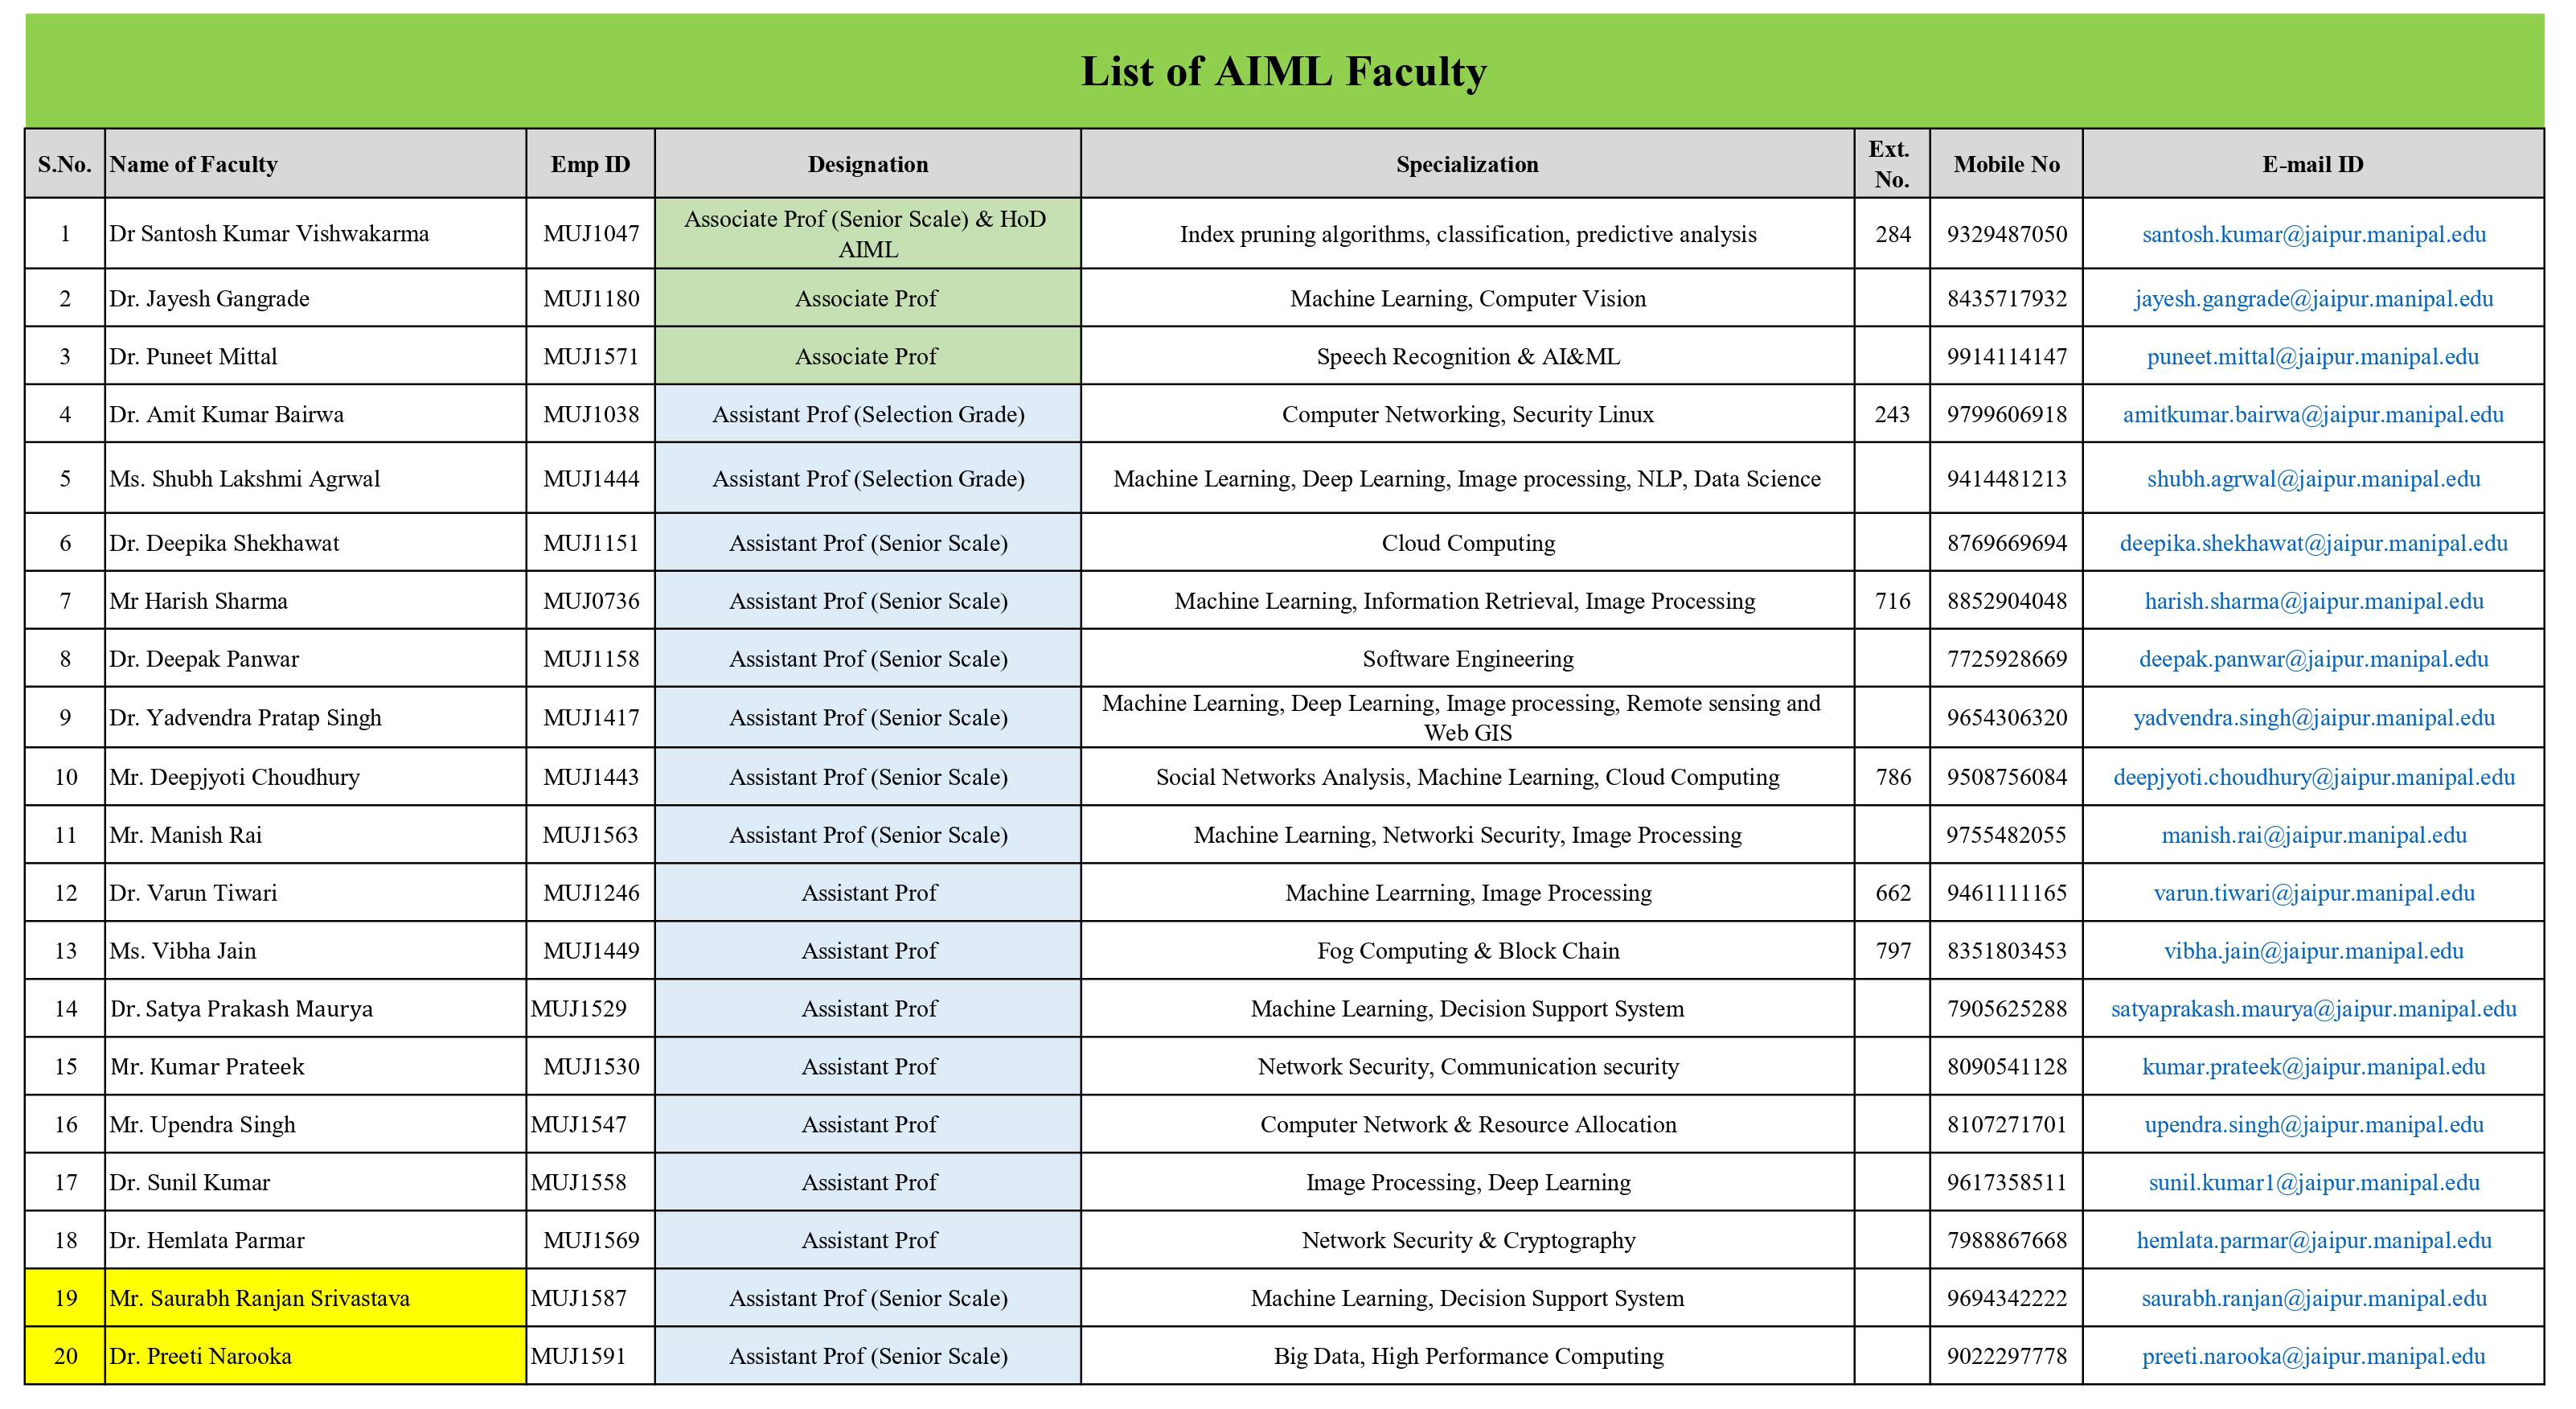 List of AIML Faculty
S.No. Name of Faculty Emp ID Designation Specialization Ext. No. Mobile No E-mail ID
1 Dr Santosh Kumar Vishwakarma MUJ1047 Associate Prof (Senior Scale) & HoD AIML Index pruning algorithms, classification, predictive analysis 284 9329487050 santosh.kumar@jaipur.manipal.edu
2 Dr. Jayesh Gangrade MUJ1180 Associate Prof Machine Learning, Computer Vision 8435717932 jayesh.gangrade@jaipur.manipal.edu
3 Dr. Puneet Mittal MUJ1571 Associate Prof Speech Recognition & AI&ML 9914114147 puneet.mittal@jaipur.manipal.edu
4 Dr. Amit Kumar Bairwa MUJ1038 Assistant Prof (Selection Grade) Computer Networking, Security Linux 243 9799606918 amitkumar.bairwa@jaipur.manipal.edu
5 Ms. Shubh Lakshmi Agrwal MUJ1444 Assistant Prof (Selection Grade) Machine Learning, Deep Learning, Image processing, NLP, Data Science 9414481213 shubh.agrwal@jaipur.manipal.edu
6 Dr. Deepika Shekhawat MUJ1151 Assistant Prof (Senior Scale) Cloud Computing 8769669694 deepika.shekhawat@jaipur.manipal.edu
7 Mr Harish Sharma MUJ0736 Assistant Prof (Senior Scale) Machine Learning, Information Retrieval, Image Processing 716 8852904048 harish.sharma@jaipur.manipal.edu
8 Dr. Deepak Panwar MUJ1158 Assistant Prof (Senior Scale) Software Engineering 7725928669 deepak.panwar@jaipur.manipal.edu
9 Dr. Yadvendra Pratap Singh MUJ1417 Assistant Prof (Senior Scale) Machine Learning, Deep Learning, Image processing, Remote sensing and Web GIS 9654306320 yadvendra.singh@jaipur.manipal.edu
10 Mr. Deepjyoti Choudhury MUJ1443 Assistant Prof (Senior Scale) Social Networks Analysis, Machine Learning, Cloud Computing 786 9508756084 deepjyoti.choudhury@jaipur.manipal.edu
11 Mr. Manish Rai MUJ1563 Assistant Prof (Senior Scale) Machine Learning, Networki Security, Image Processing 9755482055 manish.rai@jaipur.manipal.edu
12 Dr. Varun Tiwari MUJ1246 Assistant Prof Machine Learrning, Image Processing 662 9461111165 varun.tiwari@jaipur.manipal.edu
13 Ms. Vibha Jain MUJ1449 Assistant Prof Fog Computing & Block Chain 797 8351803453 vibha.jain@jaipur.manipal.edu
14 Dr. Satya Prakash Maurya MUJ1529 Assistant Prof Machine Learning, Decision Support System 7905625288 satyaprakash.maurya@jaipur.manipal.edu
15 Mr. Kumar Prateek MUJ1530 Assistant Prof Network Security, Communication security 8090541128 kumar.prateek@jaipur.manipal.edu
16 Mr. Upendra Singh MUJ1547 Assistant Prof Computer Network & Resource Allocation 8107271701 upendra.singh@jaipur.manipal.edu
17 Dr. Sunil Kumar MUJ1558 Assistant Prof Image Processing, Deep Learning 9617358511 sunil.kumar1@jaipur.manipal.edu
18 Dr. Hemlata Parmar MUJ1569 Assistant Prof Network Security & Cryptography 7988867668 hemlata.parmar@jaipur.manipal.edu
19 Mr. Saurabh Ranjan Srivastava MUJ1587 Assistant Prof (Senior Scale) Machine Learning, Decision Support System 9694342222 saurabh.ranjan@jaipur.manipal.edu
20 Dr. Preeti Narooka MUJ1591 Assistant Prof (Senior Scale) Big Data, High Performance Computing 9022297778 preeti.narooka@jaipur.manipal.edu